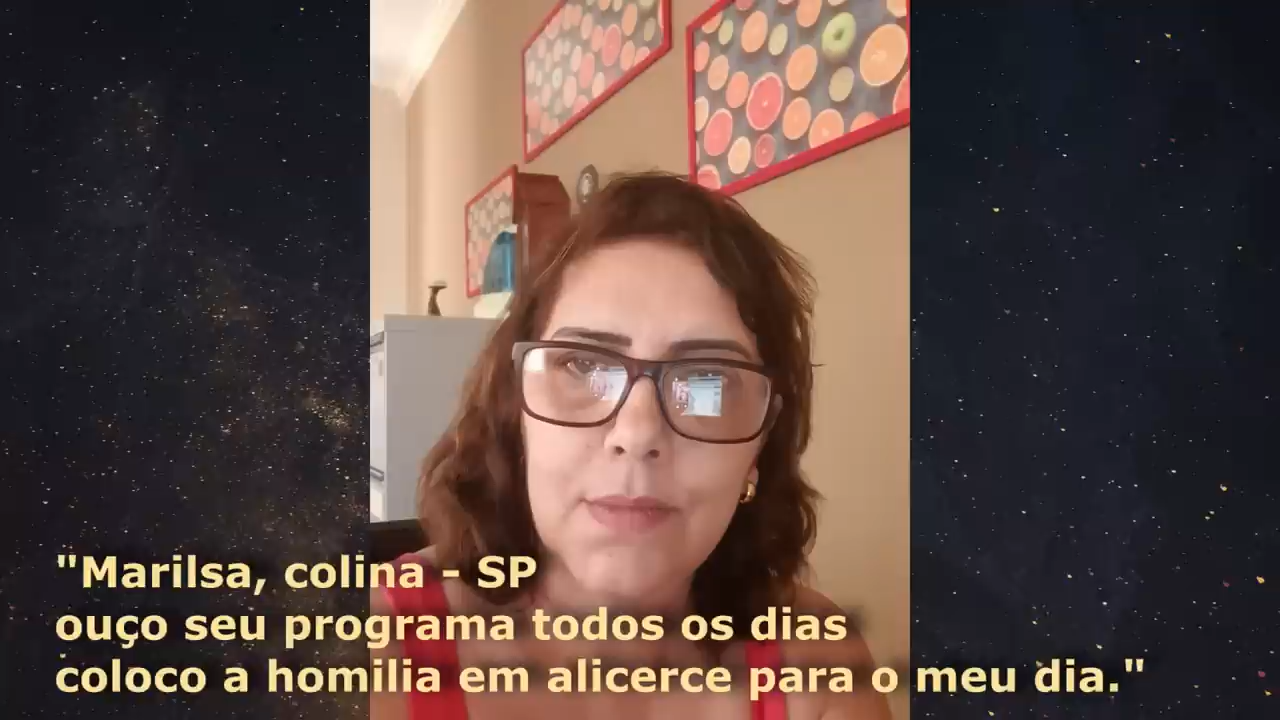 "Marilsa, colina - SP
ouço seu programa todos os dias
coloco a homilia em alicerce para o meu dia."